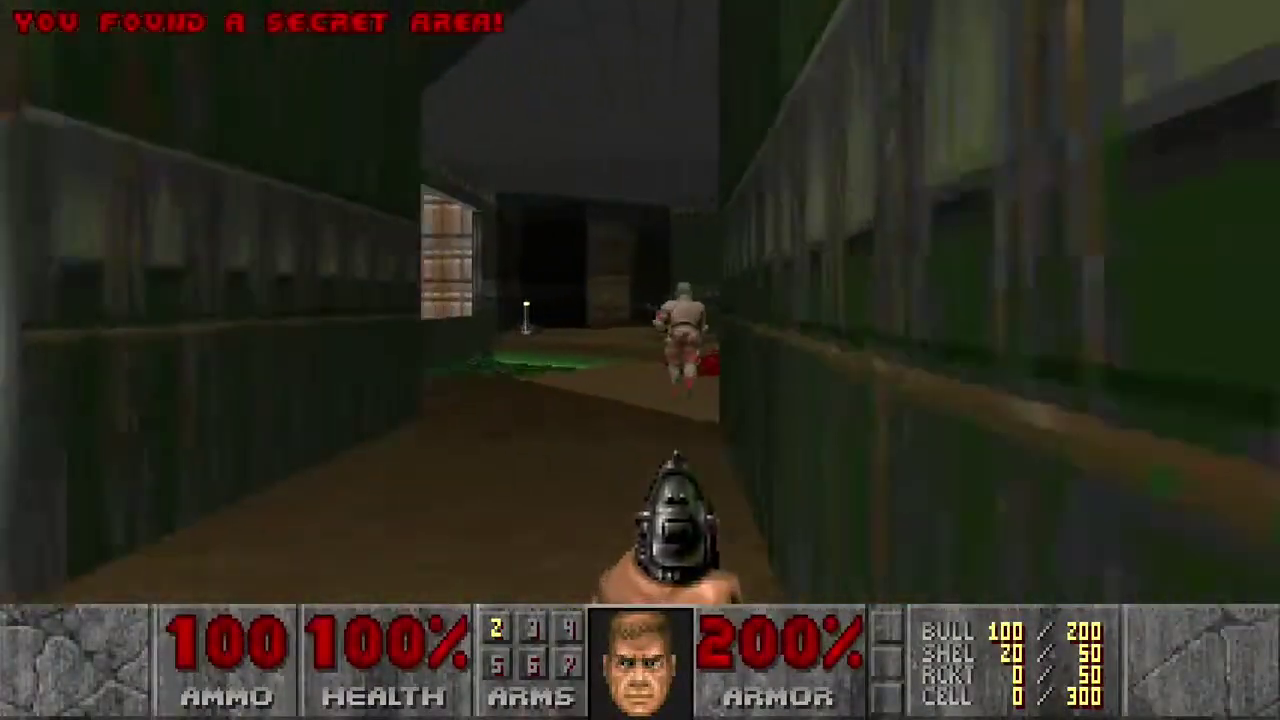 YOU FOUND A SECRET AREA!
100 100% 2 3 4 200% BULL 100 / 200
SHEL 20 / 50
5 6 7 RCKT 0 / 50
AMMO HEALTH ARMS ARMOR CELL 0 / 300